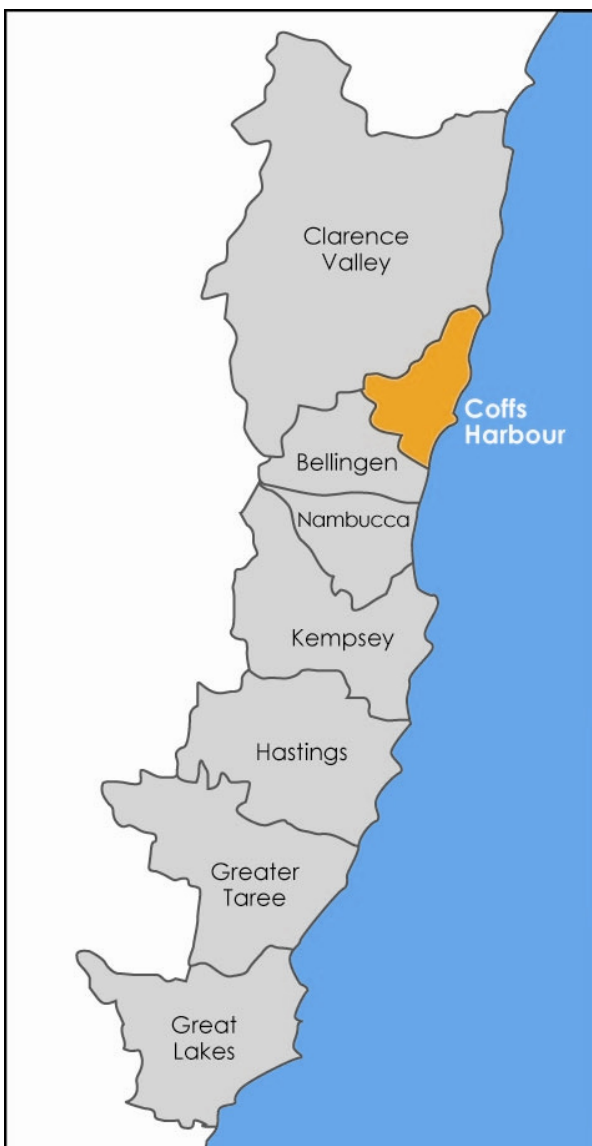 Clarence
Valley
Coffs
Harbour
Bellingen
Nambucca
Kempsey
Hastings
Greater
Taree
Great
Lakes